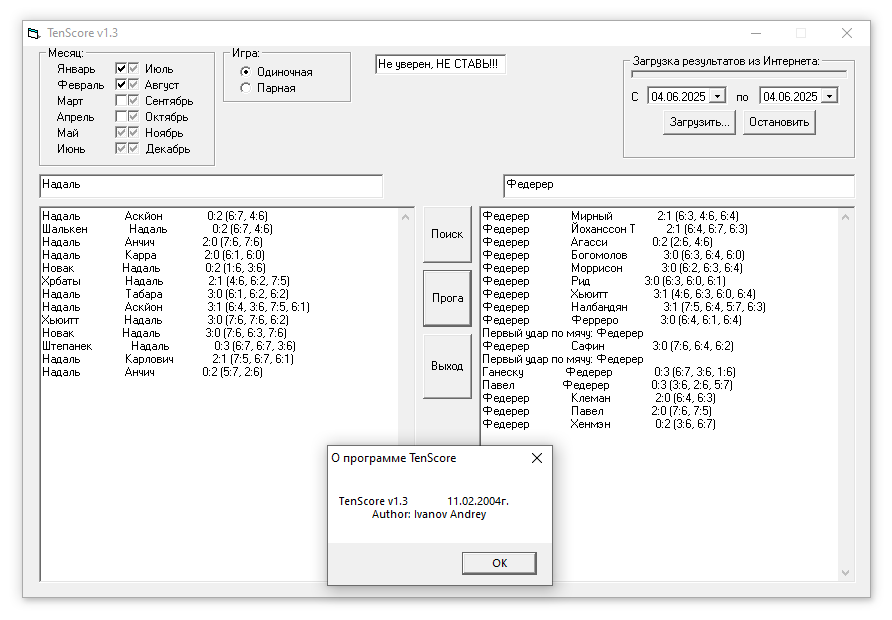 TenScore v1.3
Месяц:
Январь Июль
Февраль Август
Март Сентябрь
Апрель Октябрь
Май Ноябрь
Июнь Декабрь
Игра:
Одиночная
Парная
Не уверен, НЕ СТАВЬ!!!
Загрузка результатов из Интернета:
С 04.06.2025 по 04.06.2025
Загрузить... Остановить
Надаль
Федерер
Надаль Аскйон 0:2 (6:7, 4:6)
Шалькен Надаль 0:2 (6:7, 4:6)
Надаль Анчич 2:0 (7:6, 7:6)
Надаль Карра 2:0 (6:1, 6:0)
Новак Надаль 0:2 (1:6, 3:6)
Хрбаты Надаль 2:1 (4:6, 6:2, 7:5)
Надаль Табара 3:0 (6:1, 6:2, 6:2)
Надаль Аскйон 3:1 (6:4, 3:6, 7:5, 6:1)
Хьюитт Надаль 3:0 (7:6, 7:6, 6:2)
Новак Надаль 3:0 (7:6, 6:3, 7:6)
Штепанек Надаль 0:3 (6:7, 6:7, 3:6)
Надаль Карлович 2:1 (7:5, 6:7, 6:1)
Надаль Анчич 0:2 (5:7, 2:6)
Поиск
Прога
Выход
Федерер Мирный 2:1 (6:3, 4:6, 6:4)
Федерер Йоханссон Т 2:1 (6:4, 6:7, 6:3)
Федерер Агасси 0:2 (2:6, 4:6)
Федерер Богомолов 3:0 (6:3, 6:4, 6:0)
Федерер Моррисон 3:0 (6:2, 6:3, 6:4)
Федерер Рид 3:0 (6:3, 6:0, 6:1)
Федерер Хьюитт 3:1 (4:6, 6:3, 6:0, 6:4)
Федерер Налбандян 3:1 (7:5, 6:4, 5:7, 6:3)
Федерер Ферреро 3:0 (6:4, 6:1, 6:4)
Первый удар по мячу: Федерер
Федерер Сафин 3:0 (7:6, 6:4, 6:2)
Первый удар по мячу: Федерер
Ганеску Федерер 0:3 (6:7, 3:6, 1:6)
Павел Федерер 0:3 (3:6, 2:6, 5:7)
Федерер Клеман 2:0 (6:4, 6:3)
Федерер Павел 2:0 (7:6, 7:5)
Федерер Хенмэн 0:2 (3:6, 6:7)
О программе TenScore
TenScore v1.3 11.02.2004г.
Author: Ivanov Andrey
OK